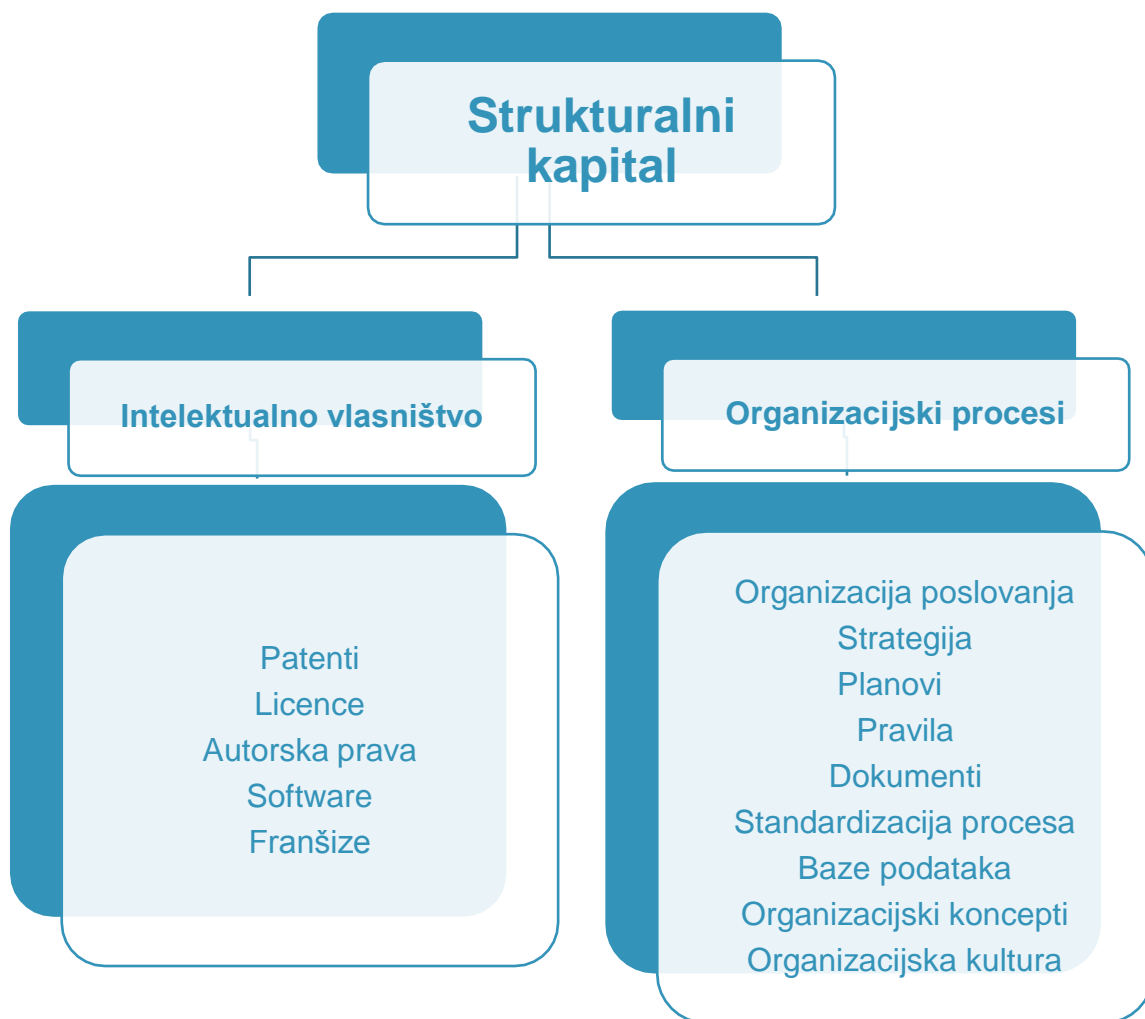 Strukturalni
kapital
Intelektualno vlasništvo
Organizacijski procesi
Patenti
Licence
Autorska prava
Software
Franšize
Organizacija poslovanja
Strategija
Planovi
Pravila
Dokumenti
Standardizacija procesa
Baze podataka
Organizacijski koncepti
Organizacijska kultura